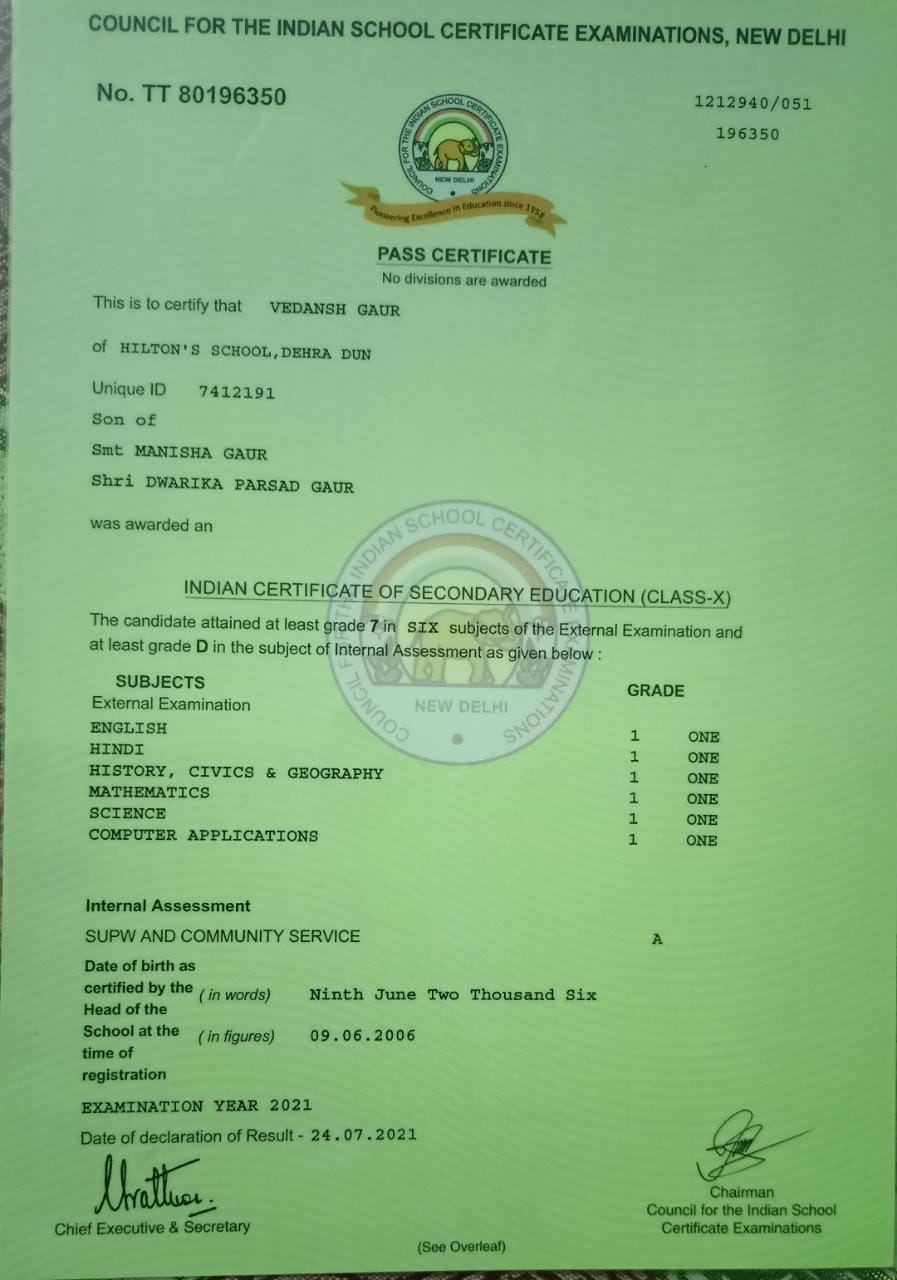 COUNCIL FOR THE INDIAN SCHOOL CERTIFICATE EXAMINATIONS, NEW DELHI
No. TT 80196350
1212940/051
196350
COUNCIL FOR THE INDIAN SCHOOL CERTIFICATE EXAMINATIONS
NEW DELHI
Pioneering Excellence in Education since 1958
PASS CERTIFICATE
No divisions are awarded
This is to certify that VEDANSH GAUR
of HILTON'S SCHOOL,DEHRA DUN
Unique ID 7412191
Son of
Smt MANISHA GAUR
Shri DWARIKA PARSAD GAUR
was awarded an
INDIAN CERTIFICATE OF SECONDARY EDUCATION (CLASS-X)
The candidate attained at least grade 7 in SIX subjects of the External Examination and
at least grade D in the subject of Internal Assessment as given below :
COUNCIL FOR THE INDIAN SCHOOL CERTIFICATE EXAMINATIONS
NEW DELHI
SUBJECTS GRADE
External Examination
ENGLISH 1 ONE
HINDI 1 ONE
HISTORY, CIVICS & GEOGRAPHY 1 ONE
MATHEMATICS 1 ONE
SCIENCE 1 ONE
COMPUTER APPLICATIONS 1 ONE
Internal Assessment
SUPW AND COMMUNITY SERVICE A
Date of birth as
certified by the (in words) Ninth June Two Thousand Six
Head of the
School at the (in figures) 09.06.2006
time of
registration
EXAMINATION YEAR 2021
Date of declaration of Result - 24.07.2021
Chief Executive & Secretary
Chairman
Council for the Indian School
Certificate Examinations
(See Overleaf)